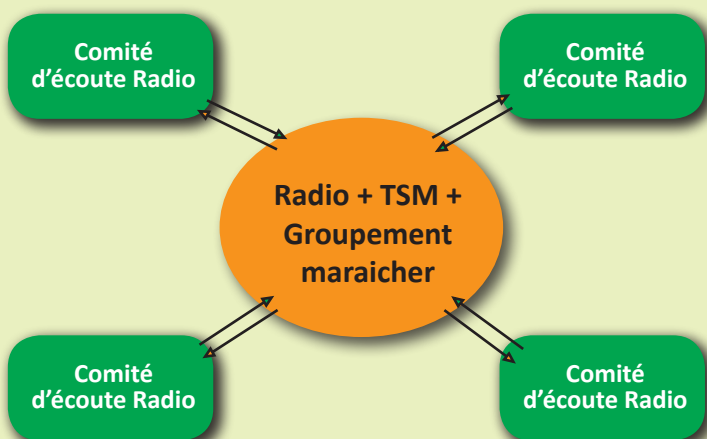 Comité
d’écoute Radio
Comité
d’écoute Radio
Radio + TSM +
Groupement
maraicher
Comité
d’écoute Radio
Comité
d’écoute Radio